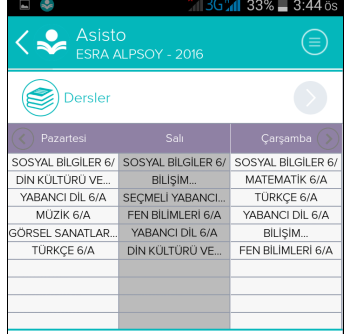 3G 33% 3:44 ös
Asisto
ESRA ALPSOY - 2016
Dersler
Pazartesi Salı Çarşamba
SOSYAL BİLGİLER 6/ SOSYAL BİLGİLER 6/ SOSYAL BİLGİLER 6/
DİN KÜLTÜRÜ VE... BİLİŞİM... MATEMATİK 6/A
YABANCI DİL 6/A SEÇMELİ YABANCI... TÜRKÇE 6/A
MÜZİK 6/A FEN BİLİMLERİ 6/A YABANCI DİL 6/A
GÖRSEL SANATLAR... YABANCI DİL 6/A BİLİŞİM...
TÜRKÇE 6/A DİN KÜLTÜRÜ VE... FEN BİLİMLERİ 6/A